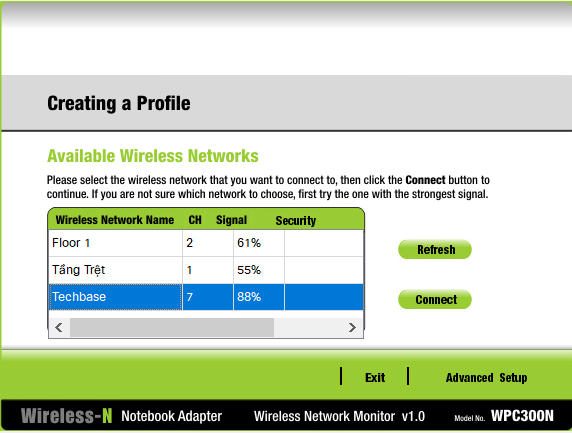 Creating a Profile
Available Wireless Networks
Please select the wireless network that you want to connect to, then click the Connect button to
continue. If you are not sure which network to choose, first try the one with the strongest signal.
Wireless Network Name CH Signal Security
Floor 1 2 61%
Tầng Trệt 1 55%
Techbase 7 88%
Refresh
Connect
Exit Advanced Setup
Wireless-N Notebook Adapter Wireless Network Monitor v1.0 Model No. WPC300N